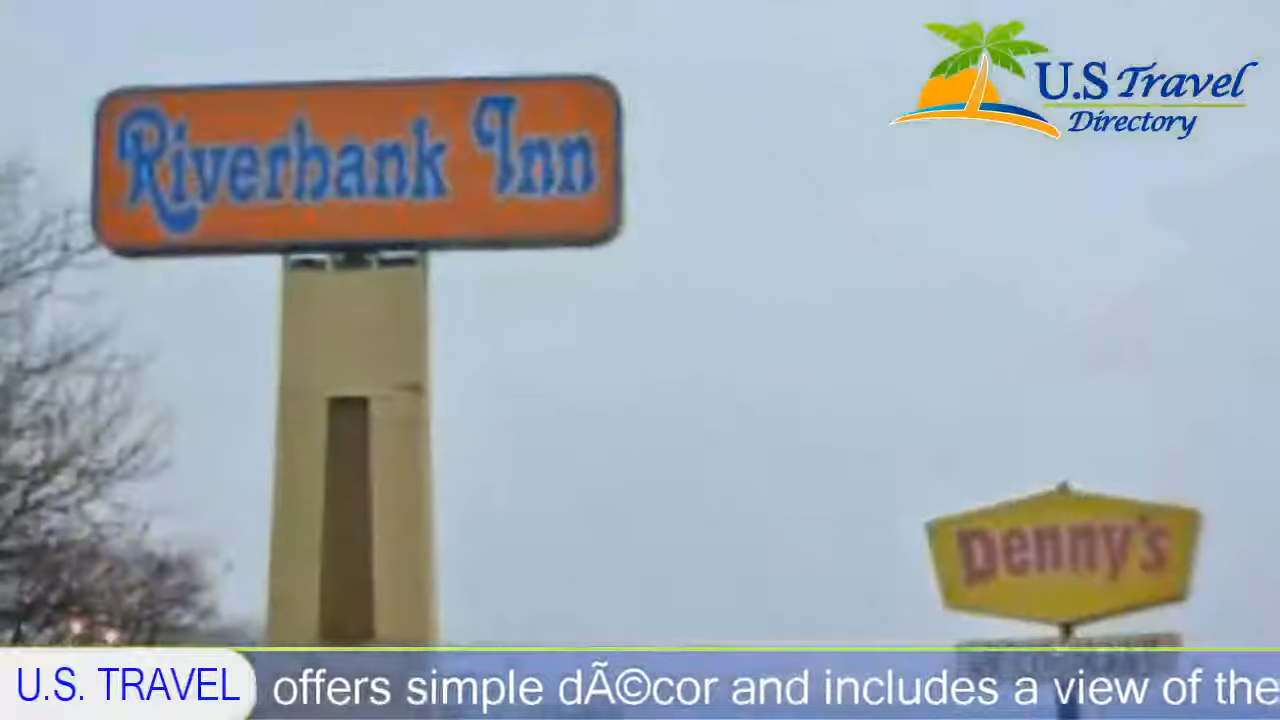 U.S Travel
Directory
Riverbank Inn
Denny's
U.S. TRAVEL
offers simple dÃ©cor and includes a view of the